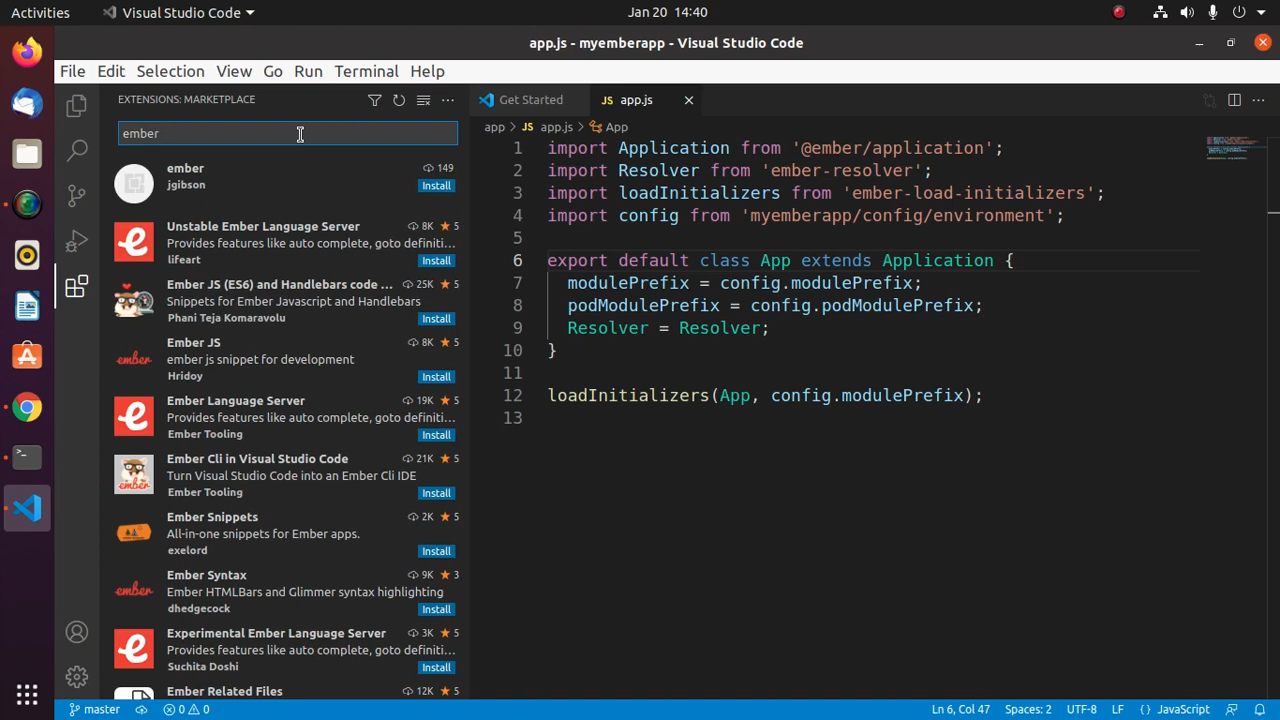 Activities
Visual Studio Code
Jan 20 14:40
app.js - myemberapp - Visual Studio Code
File Edit Selection View Go Run Terminal Help
EXTENSIONS: MARKETPLACE
ember
ember 149
jgibson Install
Unstable Ember Language Server 8K ★ 5
Provides features like auto complete, goto definiti...
lifeart Install
Ember JS (ES6) and Handlebars code ... 25K ★ 5
Snippets for Ember Javascript and Handlebars
Phani Teja Komaravolu Install
Ember JS 8K ★ 5
ember js snippet for development
Hridoy Install
Ember Language Server 19K ★ 5
Provides features like auto complete, goto definiti...
Ember Tooling Install
Ember Cli in Visual Studio Code 21K ★ 5
Turn Visual Studio Code into an Ember Cli IDE
Ember Tooling Install
Ember Snippets 2K ★ 5
All-in-one snippets for Ember apps.
exelord Install
Ember Syntax 9K ★ 3
Ember HTMLBars and Glimmer syntax highlighting
dhedgecock Install
Experimental Ember Language Server 3K ★ 5
Provides features like auto complete, goto definiti...
Suchita Doshi Install
Ember Related Files 12K ★ 5
Get Started
JS app.js
app > JS app.js > App
1 import Application from '@ember/application';
2 import Resolver from 'ember-resolver';
3 import loadInitializers from 'ember-load-initializers';
4 import config from 'myemberapp/config/environment';
5
6 export default class App extends Application {
7 modulePrefix = config.modulePrefix;
8 podModulePrefix = config.podModulePrefix;
9 Resolver = Resolver;
10 }
11
12 loadInitializers(App, config.modulePrefix);
13
master 0 0 Ln 6, Col 47 Spaces: 2 UTF-8 LF {} JavaScript